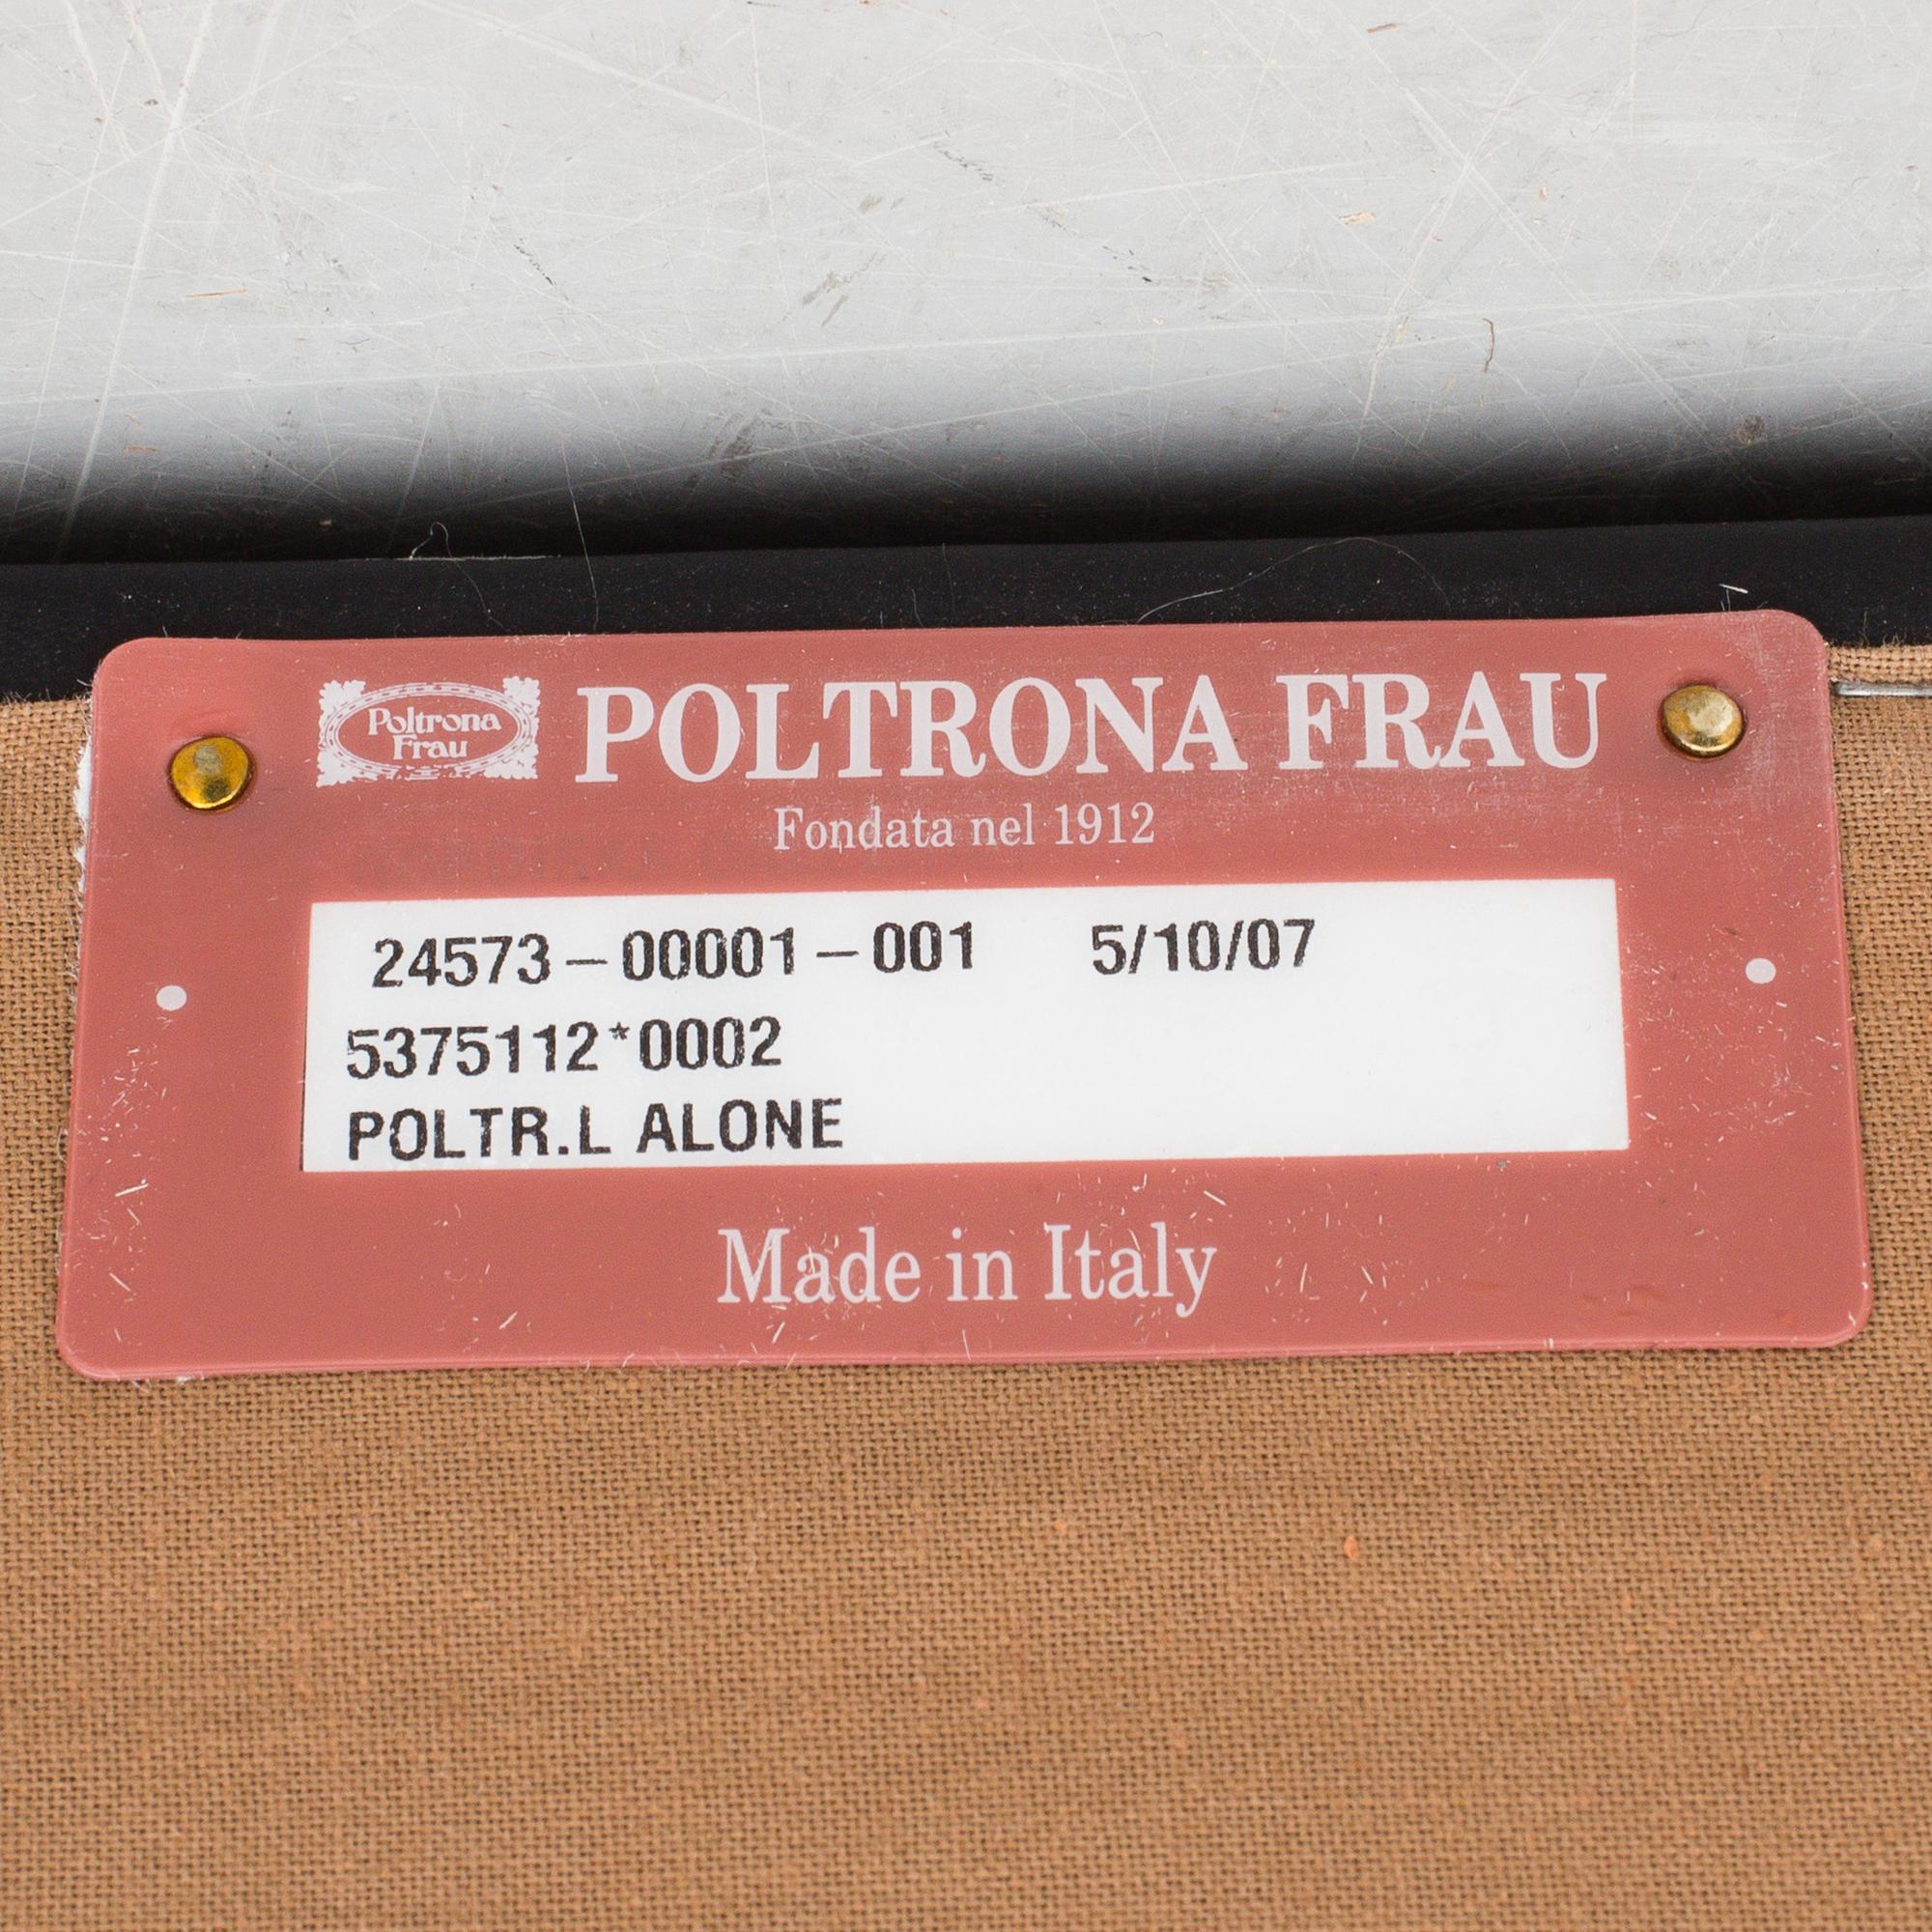 Poltrona
Frau
POLTRONA FRAU
Fondata nel 1912
24573-00001-001 5/10/07
5375112*0002
POLTR.L ALONE
Made in Italy